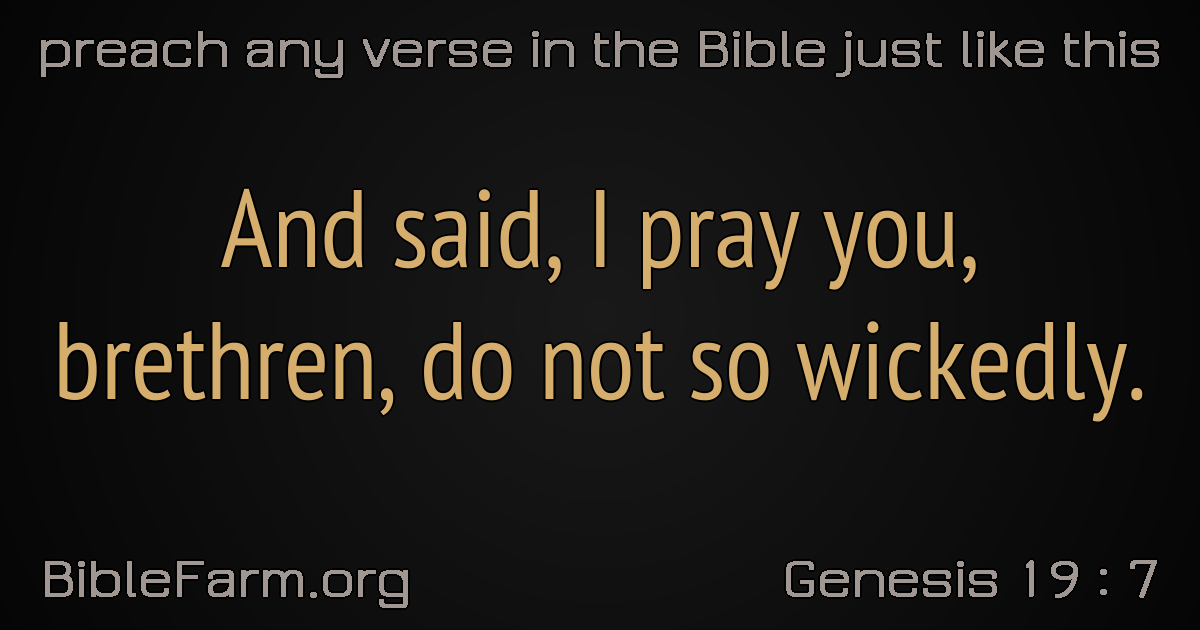 preach any verse in the Bible just like this
And said, I pray you,
brethren, do not so wickedly.
BibleFarm.org
Genesis 19 : 7